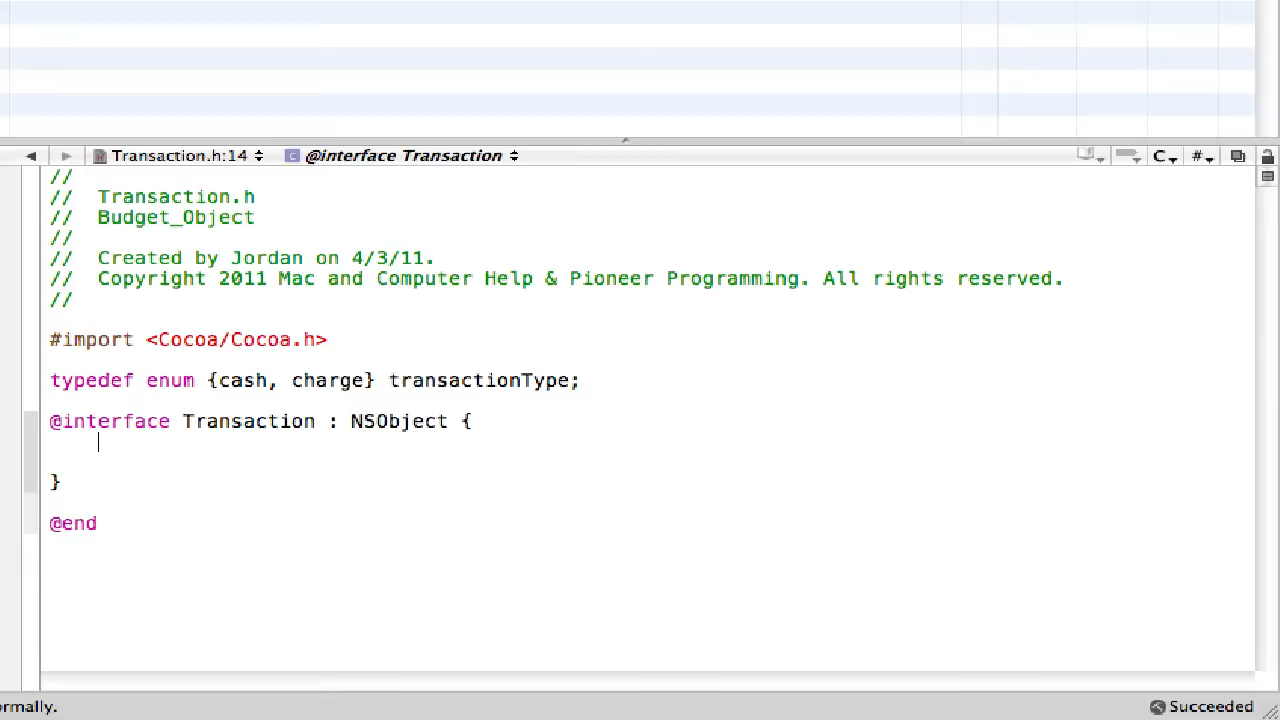 Transaction.h:14 @interface Transaction C #
//
// Transaction.h
// Budget_Object
//
// Created by Jordan on 4/3/11.
// Copyright 2011 Mac and Computer Help & Pioneer Programming. All rights reserved.
//
#import <Cocoa/Cocoa.h>
typedef enum {cash, charge} transactionType;
@interface Transaction : NSObject {
}
@end
ormally. Succeeded